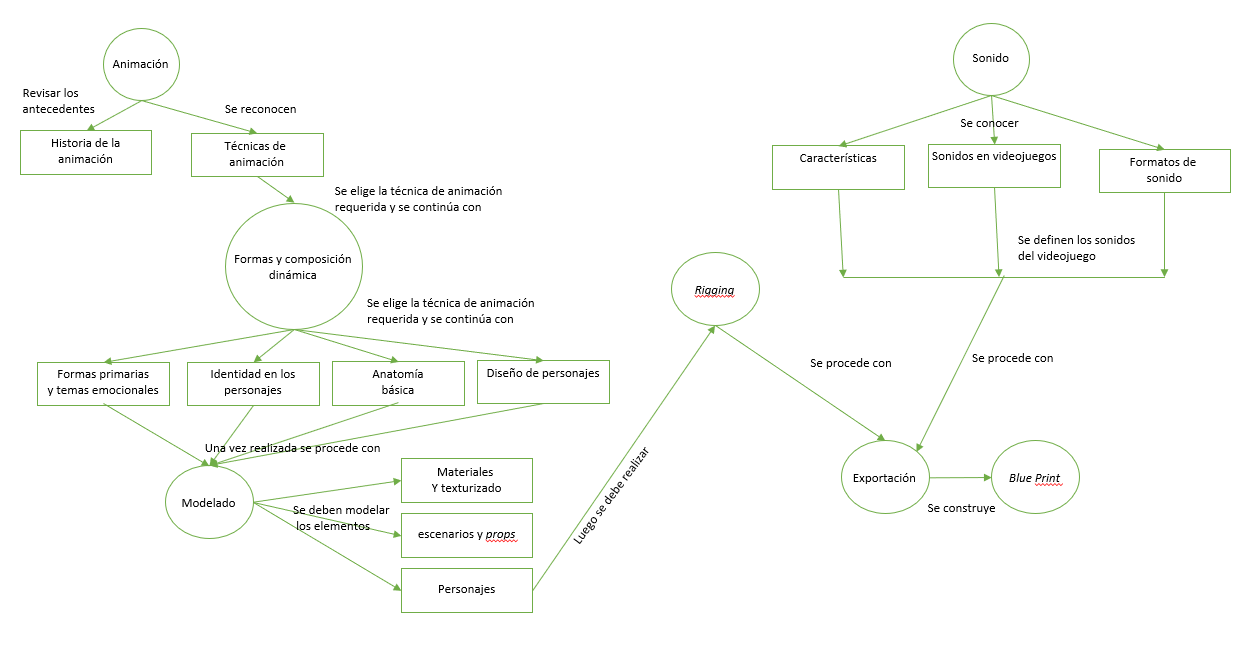 Animación
Revisar los
antecedentes
Se reconocen
Historia de la
animación
Técnicas de
animación
Se elige la técnica de animación
requerida y se continúa con
Formas y composición
dinámica
Se elige la técnica de animación
requerida y se continúa con
Formas primarias
y temas emocionales
Identidad en los
personajes
Anatomía
básica
Diseño de personajes
Una vez realizada se procede con
Modelado
Se deben modelar
los elementos
Materiales
Y texturizado
escenarios y props
Personajes
Luego se debe realizar
Rigging
Se procede con
Sonido
Se conocer
Características
Sonidos en videojuegos
Formatos de
sonido
Se definen los sonidos
del videojuego
Se procede con
Exportación
Se construye
Blue Print